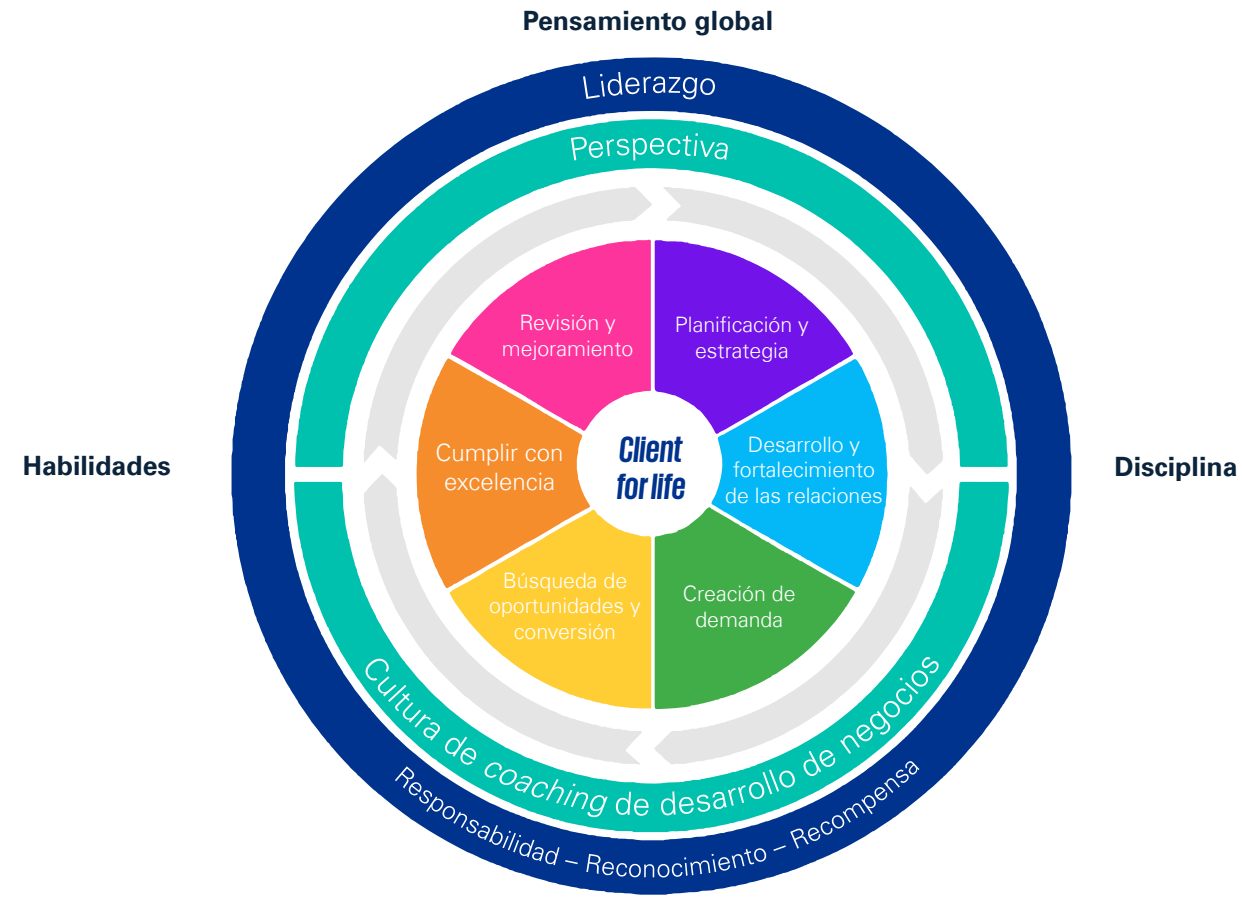 Pensamiento global
Liderazgo
Perspectiva
Revisión y
mejoramiento
Planificación y
estrategia
Habilidades
Cumplir con
excelencia
Client
for life
Desarrollo y
fortalecimiento
de las relaciones
Disciplina
Búsqueda de
oportunidades y
conversión
Creación de
demanda
Cultura de coaching de desarrollo de negocios
Responsabilidad – Reconocimiento – Recompensa